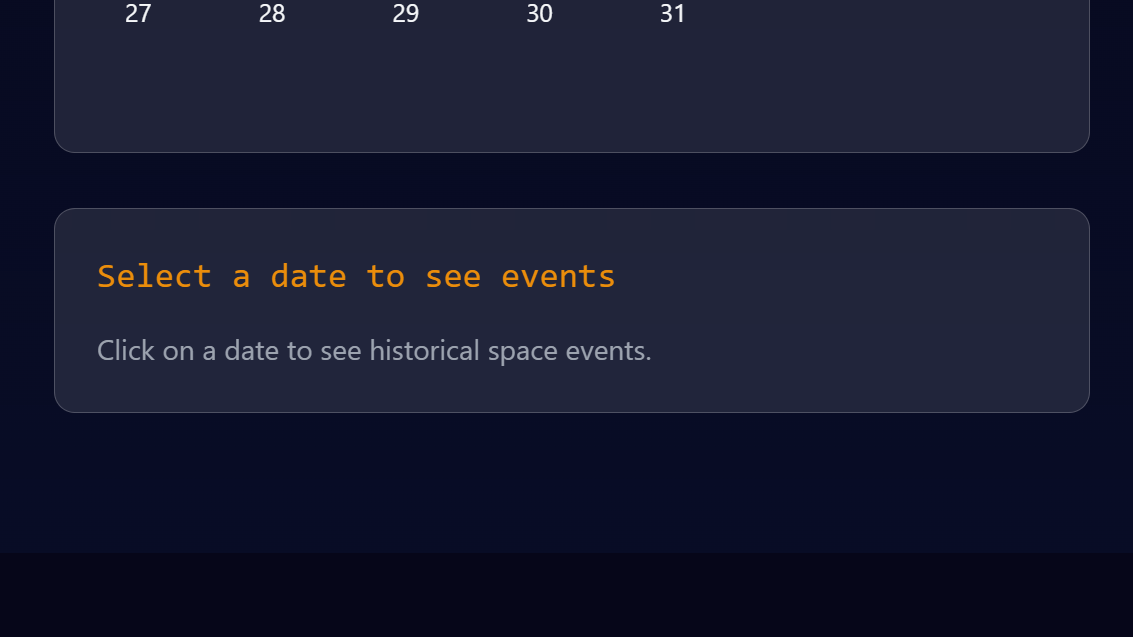 27 28 29 30 31
Select a date to see events
Click on a date to see historical space events.